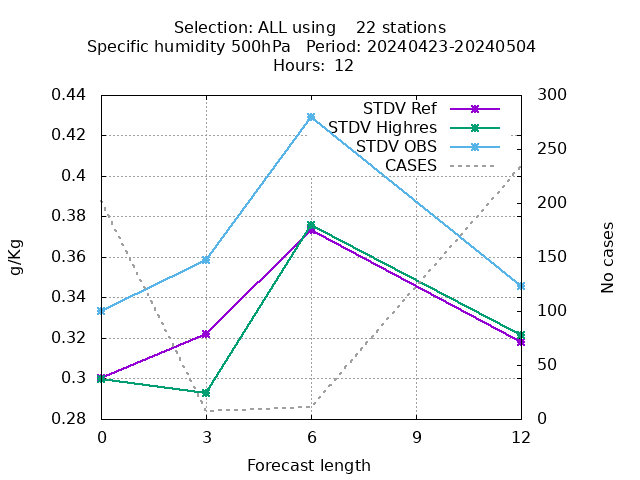 Selection: ALL using    22 stations
Specific humidity 500hPa   Period: 20240423-20240504
Hours: 12
0.44
0.42
0.4
0.38
0.36
0.34
0.32
0.3
0.28
300
250
200
150
100
50
0
STDV Ref
STDV Highres
STDV OBS
CASES
g/Kg
No cases
0
3
6
9
12
Forecast length